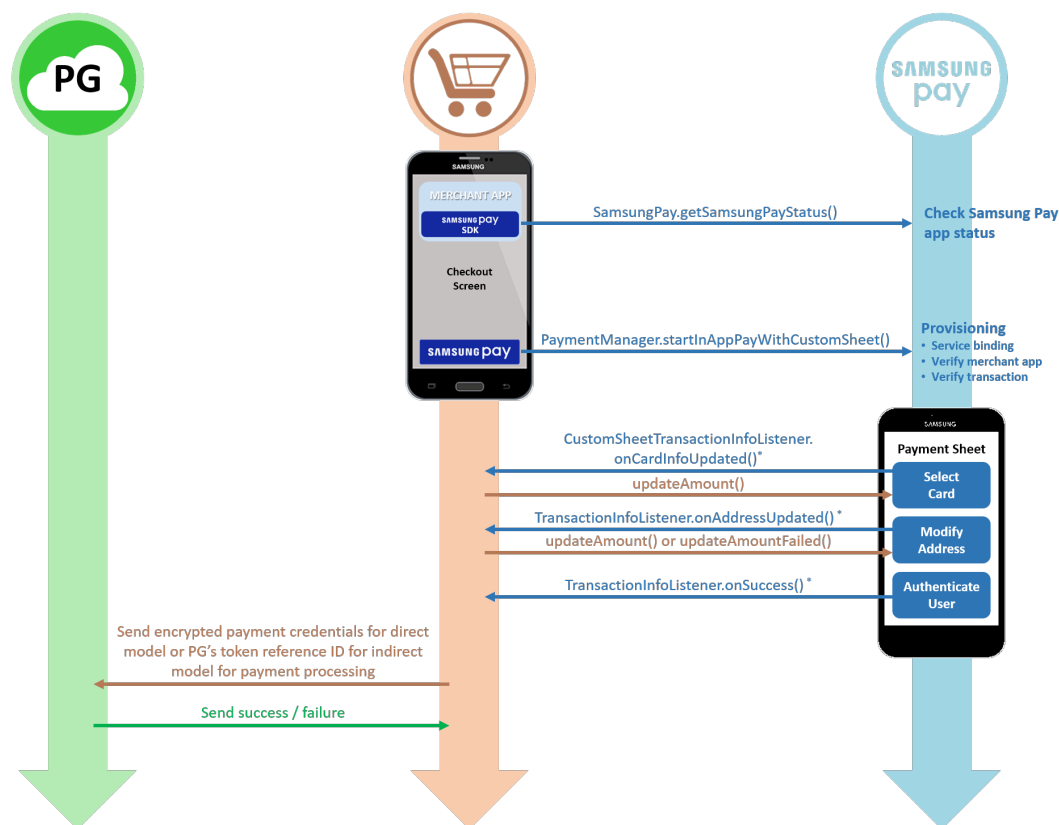 PG
SAMSUNG
pay
SAMSUNG
MERCHANT APP
SAMSUNG pay
SDK
SamsungPay.getSamsungPayStatus()
Check Samsung Pay
app status
Checkout
Screen
SAMSUNG pay
PaymentManager.startInAppPayWithCustomSheet()
Provisioning
• Service binding
• Verify merchant app
• Verify transaction
SAMSUNG
Payment Sheet
CustomSheetTransactionInfoListener.
onCardInfoUpdated()*
updateAmount()
Select
Card
TransactionInfoListener.onAddressUpdated() *
updateAmount() or updateAmountFailed()
Modify
Address
TransactionInfoListener.onSuccess() *
Authenticate
User
Send encrypted payment credentials for direct
model or PG's token reference ID for indirect
model for payment processing
Send success / failure